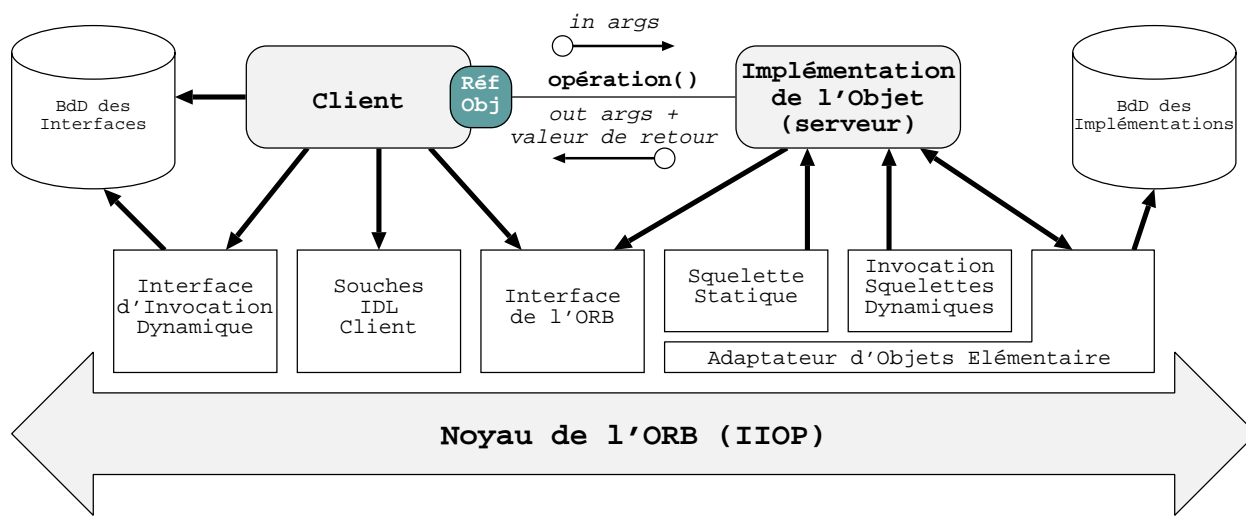 in args
BdD des
Interfaces
Client
Réf
Obj
opération()
out args +
valeur de retour
Implémentation
de l'Objet
(serveur)
BdD des
Implémentations
Interface
d'Invocation
Dynamique
Souches
IDL
Client
Interface
de l'ORB
Squelette
Statique
Invocation
Squelettes
Dynamiques
Adaptateur d'Objets Elémentaire
Noyau de l'ORB (IIOP)